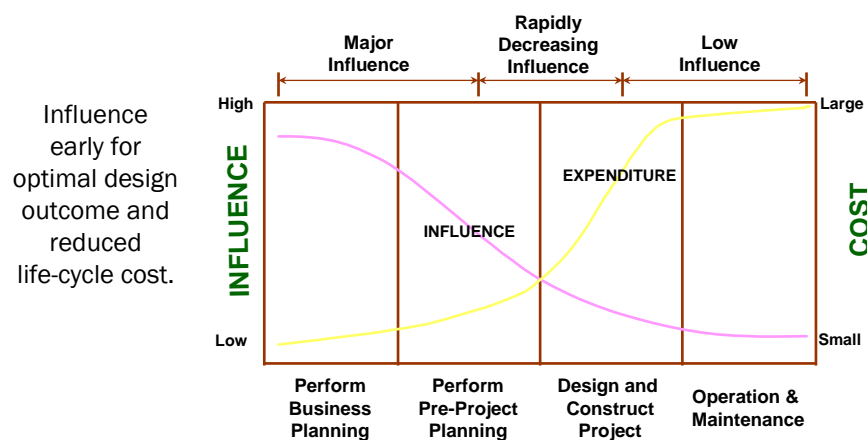 Major
Influence
Rapidly
Decreasing
Influence
Low
Influence
Influence
early for
optimal design
outcome and
reduced
life-cycle cost.
High
Low
INFLUENCE
INFLUENCE
EXPENDITURE
Large
Small
COST
Perform
Business
Planning
Perform
Pre-Project
Planning
Design and
Construct
Project
Operation &
Maintenance